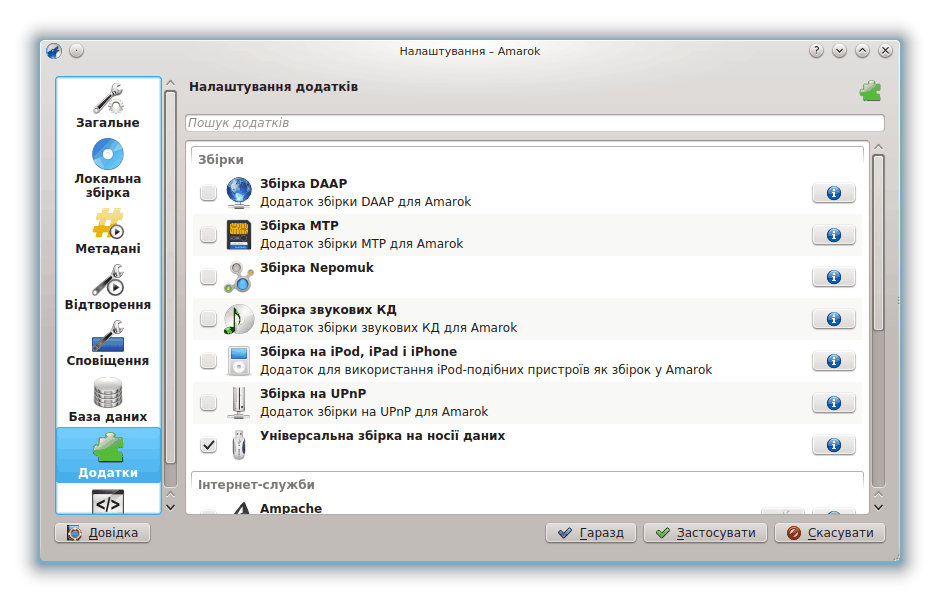 Налаштування – Amarok
Загальне
Локальна
збірка
Метадані
Відтворення
Сповіщення
База даних
Додатки
Налаштування додатків
Пошук додатків
Збірки
Збірка DAAP
Додаток збірки DAAP для Amarok
Збірка MTP
Додаток збірки MTP для Amarok
Збірка Nepomuk
Збірка звукових КД
Додаток збірки звукових КД для Amarok
Збірка на iPod, iPad і iPhone
Додаток для використання iPod-подібних пристроїв як збірок у Amarok
Збірка на UPnP
Додаток збірки на UPnP для Amarok
Універсальна збірка на носії даних
Інтернет-служби
Ampache
Довідка
Гаразд
Застосувати
Скасувати